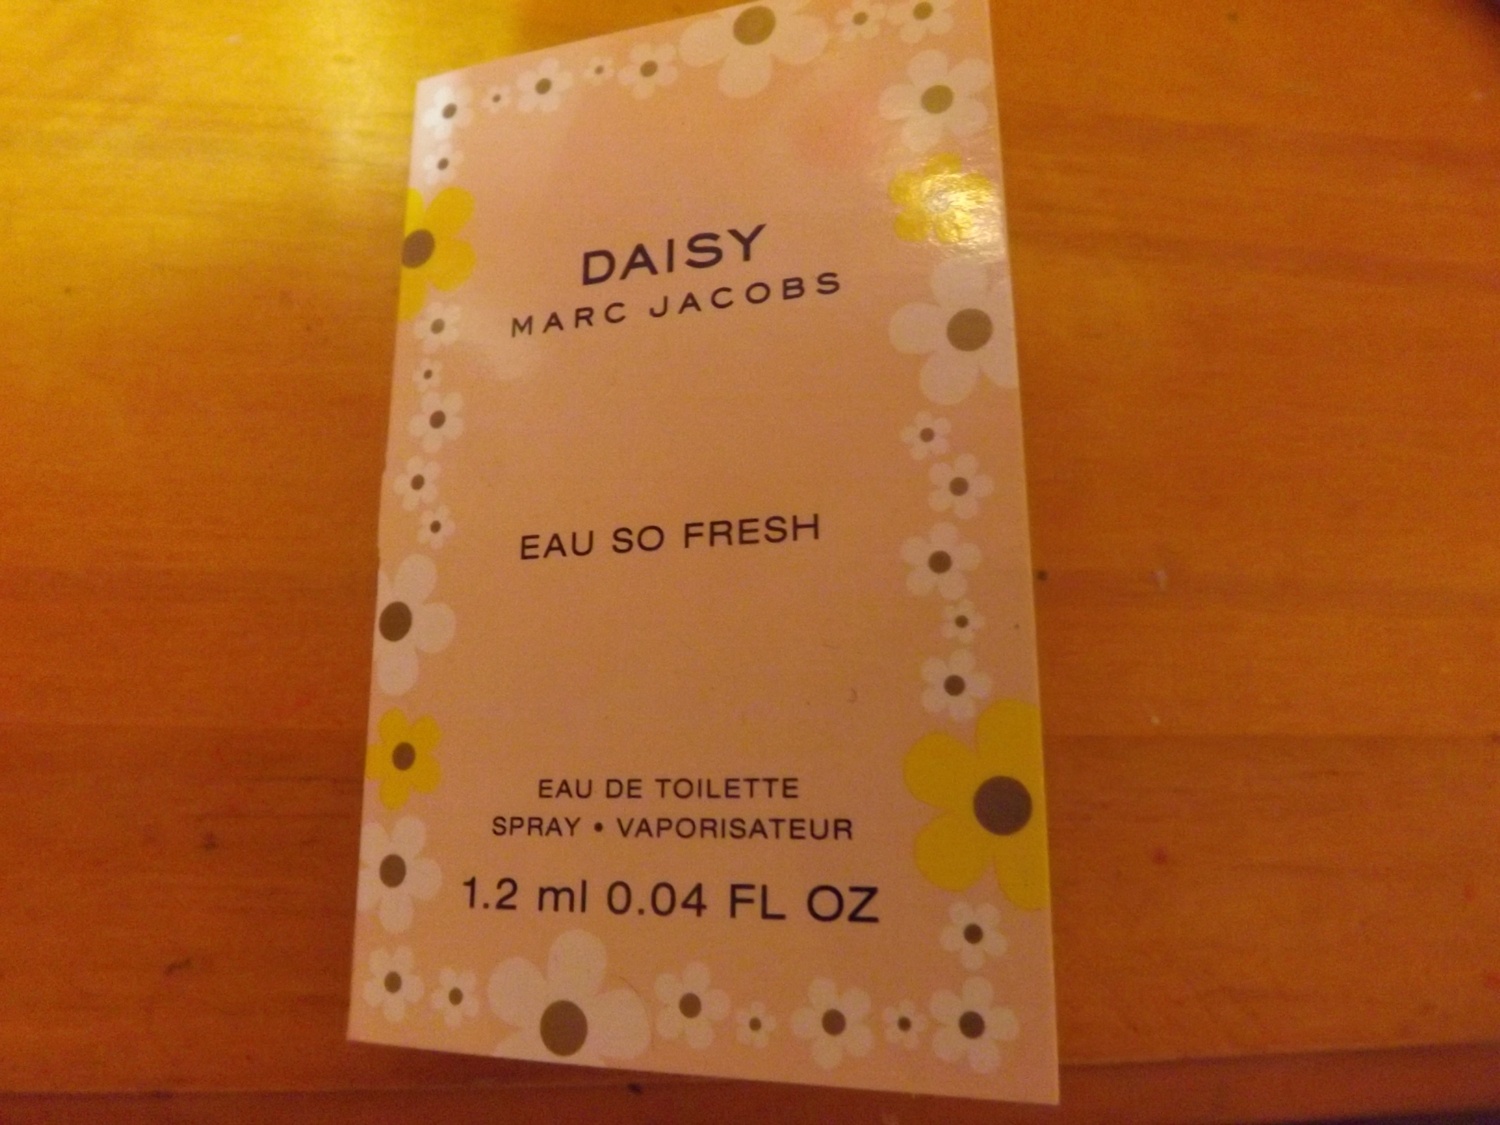 DAISY
MARC JACOBS
EAU SO FRESH
EAU DE TOILETTE
SPRAY • VAPORISATEUR
1.2 ml 0.04 FL OZ